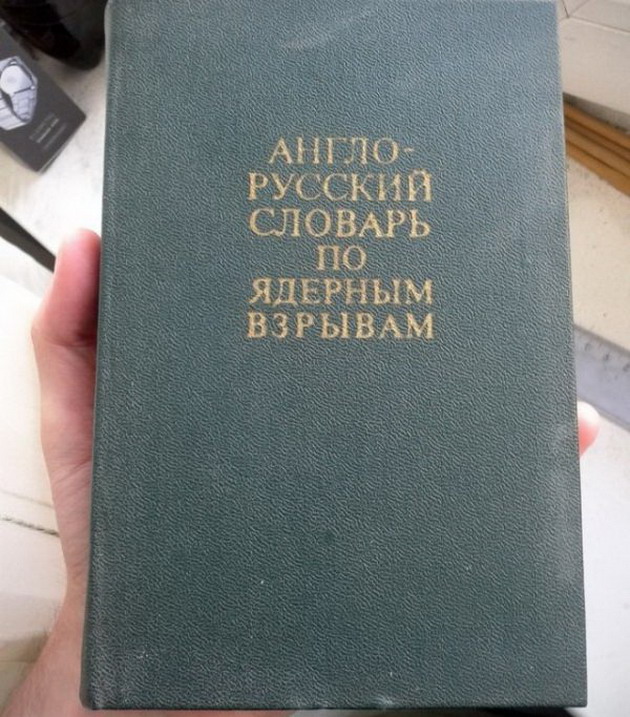 АНГЛО-
РУССКИЙ
СЛОВАРЬ
ПО
ЯДЕРНЫМ
ВЗРЫВАМ